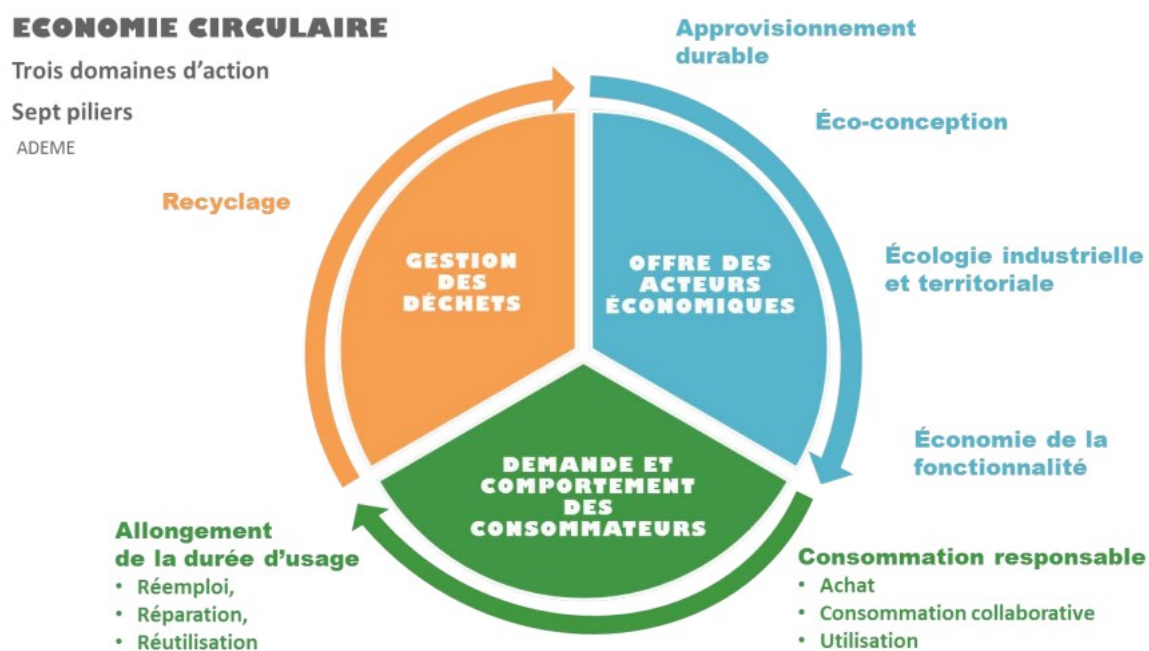 ECONOMIE CIRCULAIRE
Trois domaines d'action
Sept piliers
ADEME
Approvisionnement
durable
Éco-conception
Écologie industrielle
et territoriale
Économie de la
fonctionnalité
OFFRE DES
ACTEURS
ÉCONOMIQUES
Consommation responsable
• Achat
• Consommation collaborative
• Utilisation
DEMANDE ET
COMPORTEMENT
DES
CONSOMMATEURS
Allongement
de la durée d'usage
• Réemploi,
• Réparation,
• Réutilisation
Recyclage
GESTION
DES
DÉCHETS